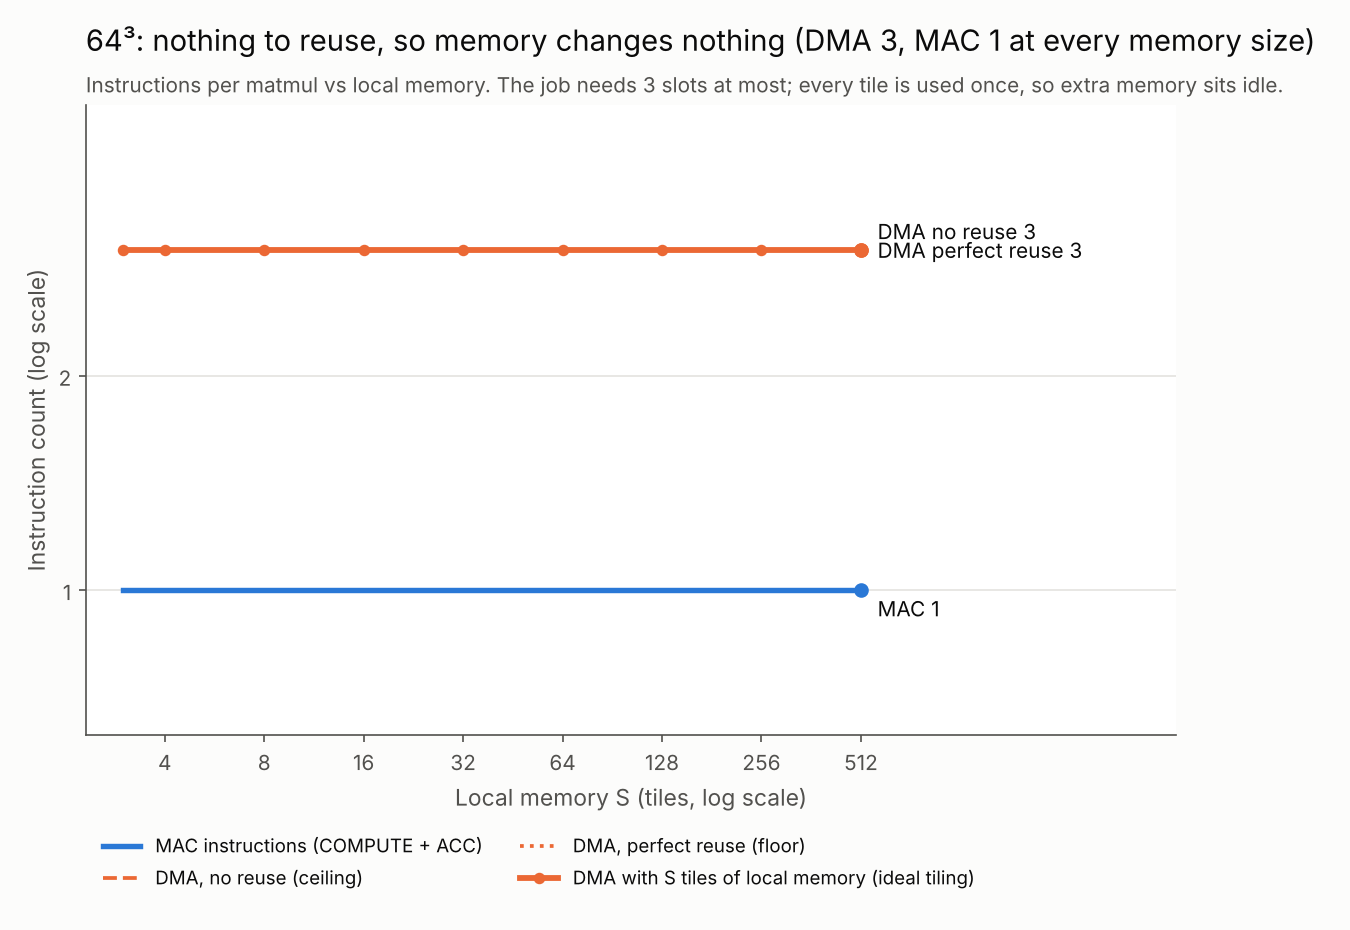 64³: nothing to reuse, so memory changes nothing (DMA 3, MAC 1 at every memory size)
Instructions per matmul vs local memory. The job needs 3 slots at most; every tile is used once, so extra memory sits idle.
DMA no reuse 3
DMA perfect reuse 3
Instruction count (log scale)
2
1
MAC 1
4 8 16 32 64 128 256 512
Local memory S (tiles, log scale)
MAC instructions (COMPUTE + ACC)
DMA, perfect reuse (floor)
DMA, no reuse (ceiling)
DMA with S tiles of local memory (ideal tiling)